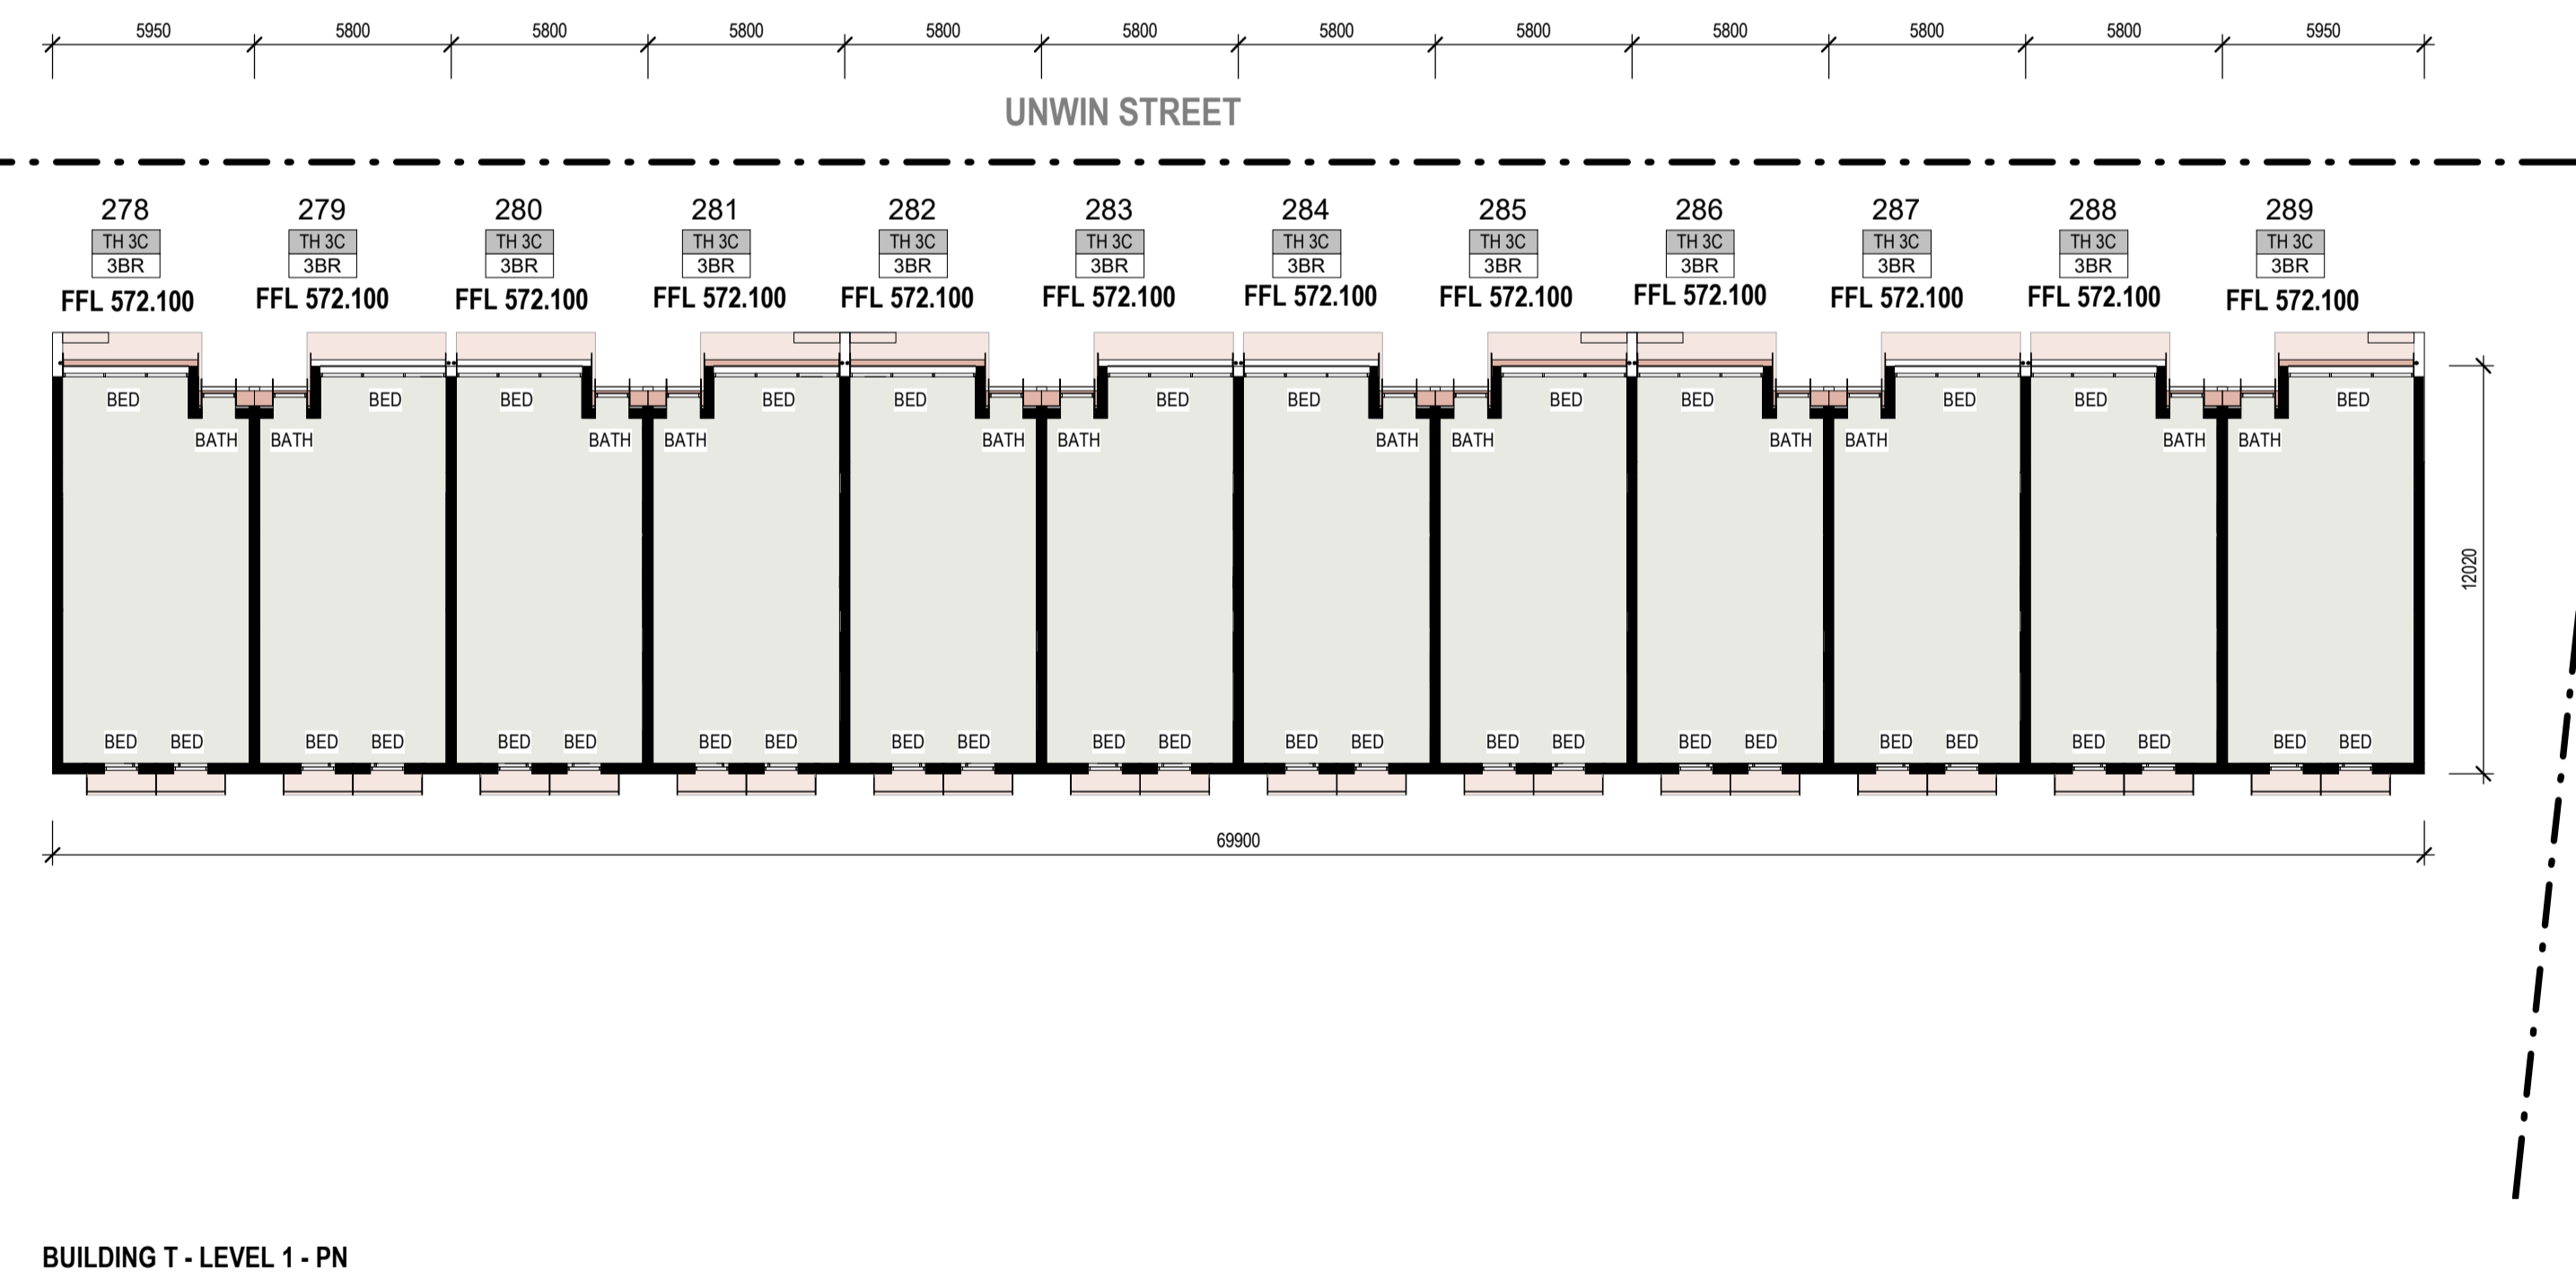 5950 5800 5800 5800 5800 5800 5800 5800 5800 5800 5800 5950
UNWIN STREET
278 279 280 281 282 283 284 285 286 287 288 289
TH 3C TH 3C TH 3C TH 3C TH 3C TH 3C TH 3C TH 3C TH 3C TH 3C TH 3C TH 3C
3BR 3BR 3BR 3BR 3BR 3BR 3BR 3BR 3BR 3BR 3BR 3BR
FFL 572.100 FFL 572.100 FFL 572.100 FFL 572.100 FFL 572.100 FFL 572.100 FFL 572.100 FFL 572.100 FFL 572.100 FFL 572.100 FFL 572.100 FFL 572.100
BED BED BED BED BED BED BED BED BED BED BED BED
BATH BATH BATH BATH BATH BATH BATH BATH BATH BATH BATH BATH
12020
BED BED BED BED BED BED BED BED BED BED BED BED BED BED BED BED BED BED BED BED BED BED BED BED
69900
BUILDING T - LEVEL 1 - PN